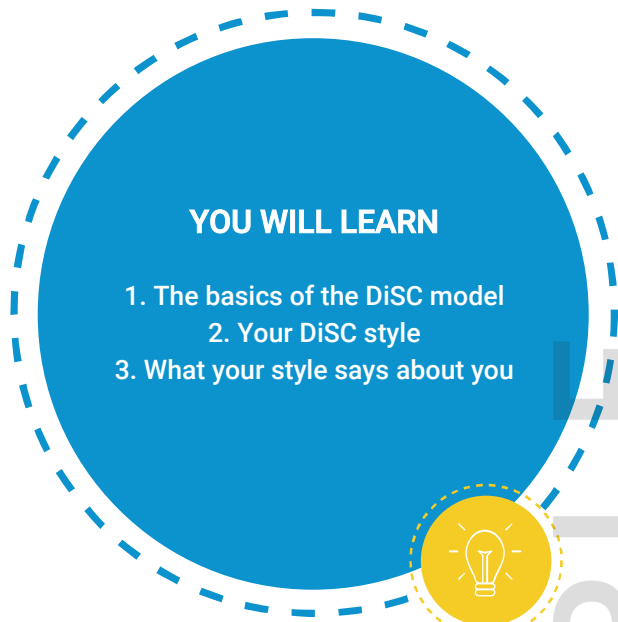 YOU WILL LEARN
1. The basics of the DiSC model
2. Your DiSC style
3. What your style says about you